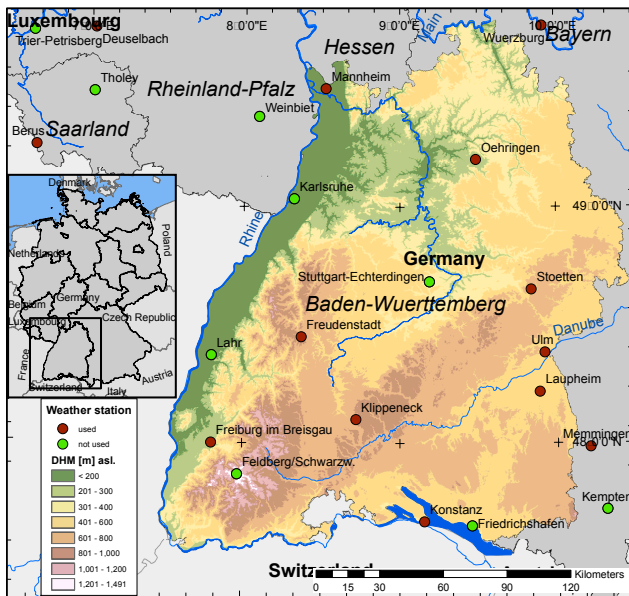 Luxembourg
8°0'0"E
9°0'0"E
10°0'0"E
Trier-Petrisberg
Deuselbach
Main
Wuerzburg
Bayern
Hessen
Tholey
Mannheim
Rheinland-Pfalz
Weinbiet
Berus
Saarland
Oehringen
Denmark
Karlsruhe
49°0'0"N
Rhine
Poland
Netherlands
Germany
Stuttgart-Echterdingen
Stoetten
Baden-Wuerttemberg
Belgium
Germany
Luxembourg
Czech Republic
Freudenstadt
Danube
Ulm
France
Lahr
Austria
Switzerland
Italy
Laupheim
Weather station
used
not used
Klippeneck
Freiburg im Breisgau
Memmingen
48°0'0"N
DHM [m] asl.
< 200
201 - 300
301 - 400
401 - 600
601 - 800
801 - 1,000
1,001 - 1,200
1,201 - 1,491
Feldberg/Schwarzw.
Kempten
Konstanz
Friedrichshafen
Switzerland
0 15 30 60 90 120
Kilometers